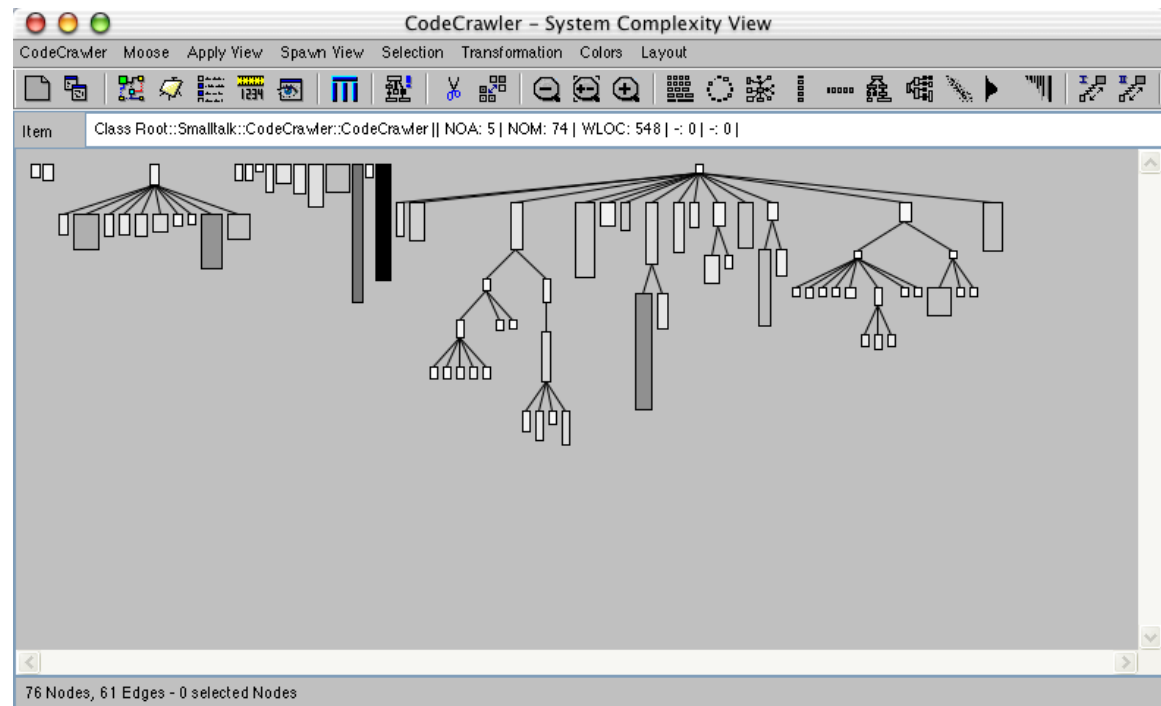 CodeCrawler – System Complexity View
CodeCrawler Moose Apply View Spawn View Selection Transformation Colors Layout
1234
Item Class Root::Smalltalk::CodeCrawler::CodeCrawler || NOA: 5 | NOM: 74 | WLOC: 548 | -: 0 | -: 0 |
76 Nodes, 61 Edges - 0 selected Nodes